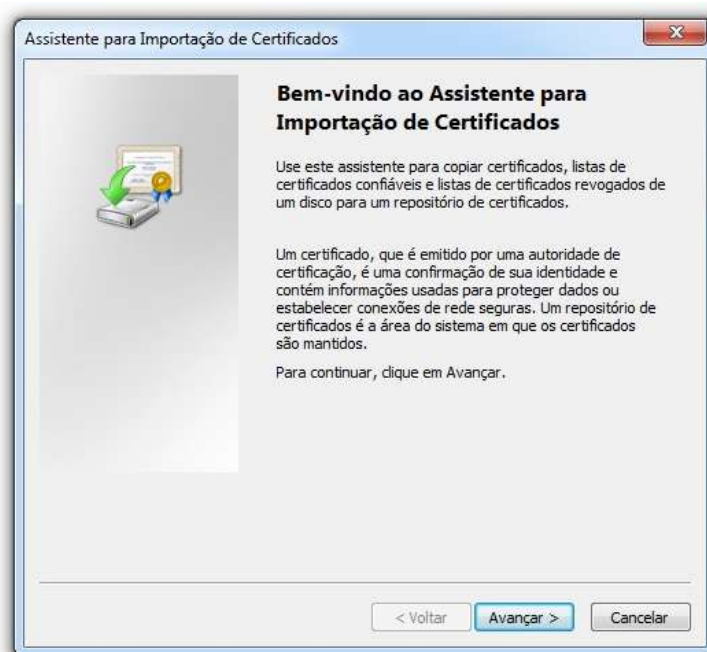 Assistente para Importação de Certificados
Bem-vindo ao Assistente para
Importação de Certificados
Use este assistente para copiar certificados, listas de
certificados confiáveis e listas de certificados revogados de
um disco para um repositório de certificados.
Um certificado, que é emitido por uma autoridade de
certificação, é uma confirmação de sua identidade e
contém informações usadas para proteger dados ou
estabelecer conexões de rede seguras. Um repositório de
certificados é a área do sistema em que os certificados
são mantidos.
Para continuar, clique em Avançar.
< Voltar Avançar > Cancelar